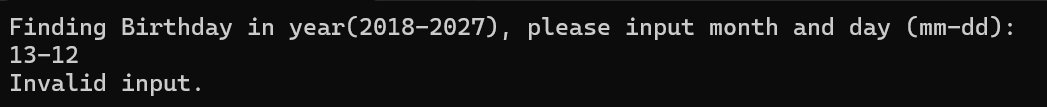 Finding Birthday in year(2018-2027), please input month and day (mm-dd):
13-12
Invalid input.